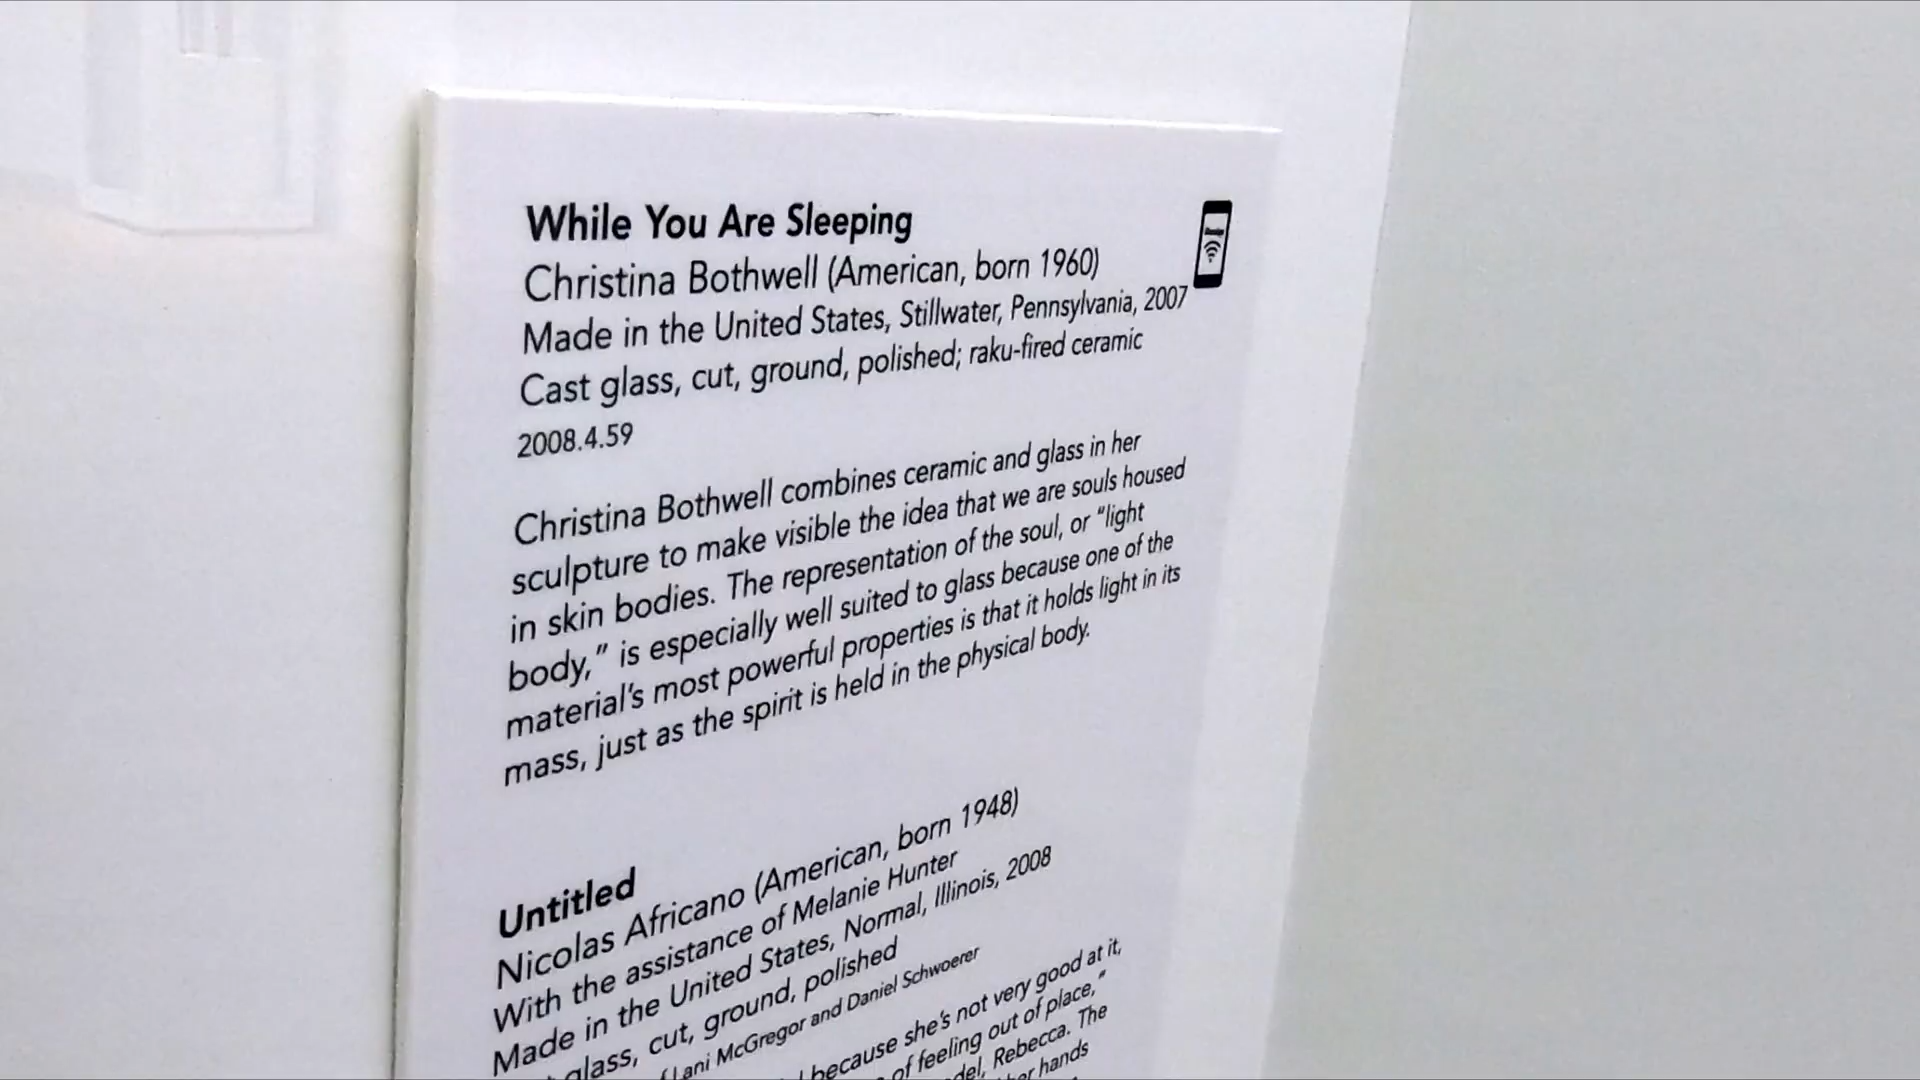 While You Are Sleeping
Christina Bothwell (American, born 1960)
Made in the United States, Stillwater, Pennsylvania, 2007
Cast glass, cut, ground, polished; raku-fired ceramic
2008.4.59
Christina Bothwell combines ceramic and glass in her
sculpture to make visible the idea that we are souls housed
in skin bodies. The representation of the soul, or “light
body,” is especially well suited to glass because one of the
material’s most powerful properties is that it holds light in its
mass, just as the spirit is held in the physical body.
Untitled
Nicolas Africano (American, born 1948)
With the assistance of Melanie Hunter
Made in the United States, Normal, Illinois, 2008
glass, cut, ground, polished
Lani McGregor and Daniel Schwoerer
because she’s not very good at it,
of feeling out of place,”
Rebecca. The
hands